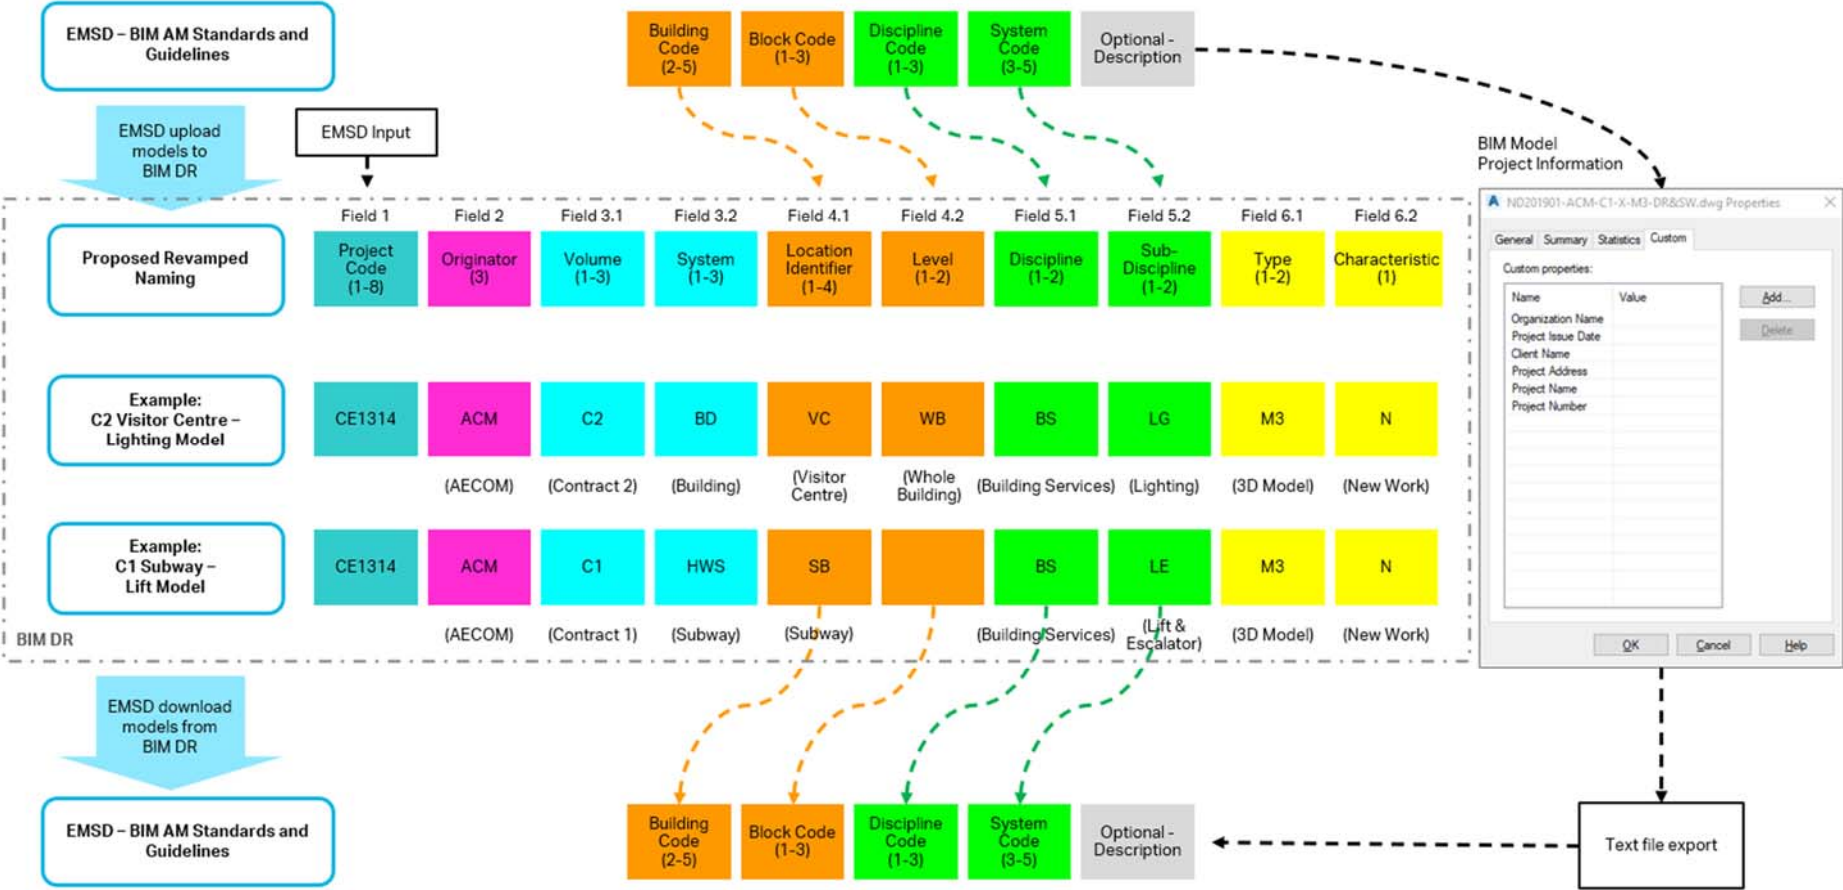 EMSD – BIM AM Standards and
Guidelines
Building
Code
(2-5)
Block Code
(1-3)
Discipline
Code
(1-3)
System
Code
(3-5)
Optional -
Description
EMSD upload
models to
BIM DR
EMSD Input
BIM Model
Project Information
Field 1
Field 2
Field 3.1
Field 3.2
Field 4.1
Field 4.2
Field 5.1
Field 5.2
Field 6.1
Field 6.2
Proposed Revamped
Naming
Project
Code
(1-8)
Originator
(3)
Volume
(1-3)
System
(1-3)
Location
Identifier
(1-4)
Level
(1-2)
Discipline
(1-2)
Sub-
Discipline
(1-2)
Type
(1-2)
Characteristic
(1)
Example:
C2 Visitor Centre –
Lighting Model
CE1314
ACM
C2
BD
VC
WB
BS
LG
M3
N
(AECOM)
(Contract 2)
(Building)
(Visitor
Centre)
(Whole
Building)
(Building Services)
(Lighting)
(3D Model)
(New Work)
Example:
C1 Subway –
Lift Model
CE1314
ACM
C1
HWS
SB
BS
LE
M3
N
(AECOM)
(Contract 1)
(Subway)
(Subway)
(Building Services)
(Lift &
Escalator)
(3D Model)
(New Work)
BIM DR
ND201901-ACM-C1-X-M3-DR&SW.dwg Properties
General
Summary
Statistics
Custom
Custom properties:
Name
Value
Organization Name
Project Issue Date
Client Name
Project Address
Project Name
Project Number
Add...
Delete
OK
Cancel
Help
EMSD download
models from
BIM DR
EMSD – BIM AM Standards and
Guidelines
Building
Code
(2-5)
Block Code
(1-3)
Discipline
Code
(1-3)
System
Code
(3-5)
Optional -
Description
Text file export